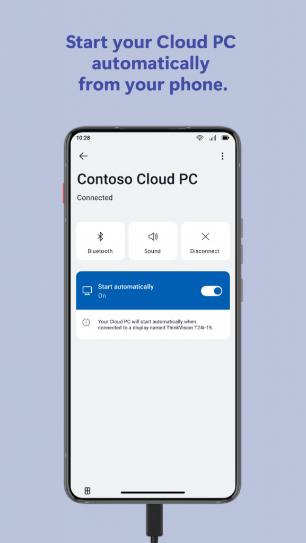 Start your Cloud PC
automatically
from your phone.
10:28
Contoso Cloud PC
Connected
Bluetooth
Sound
Disconnect
Start automatically
On
Your Cloud PC will start automatically when
connected to a display named ThinkVision T24i-19.